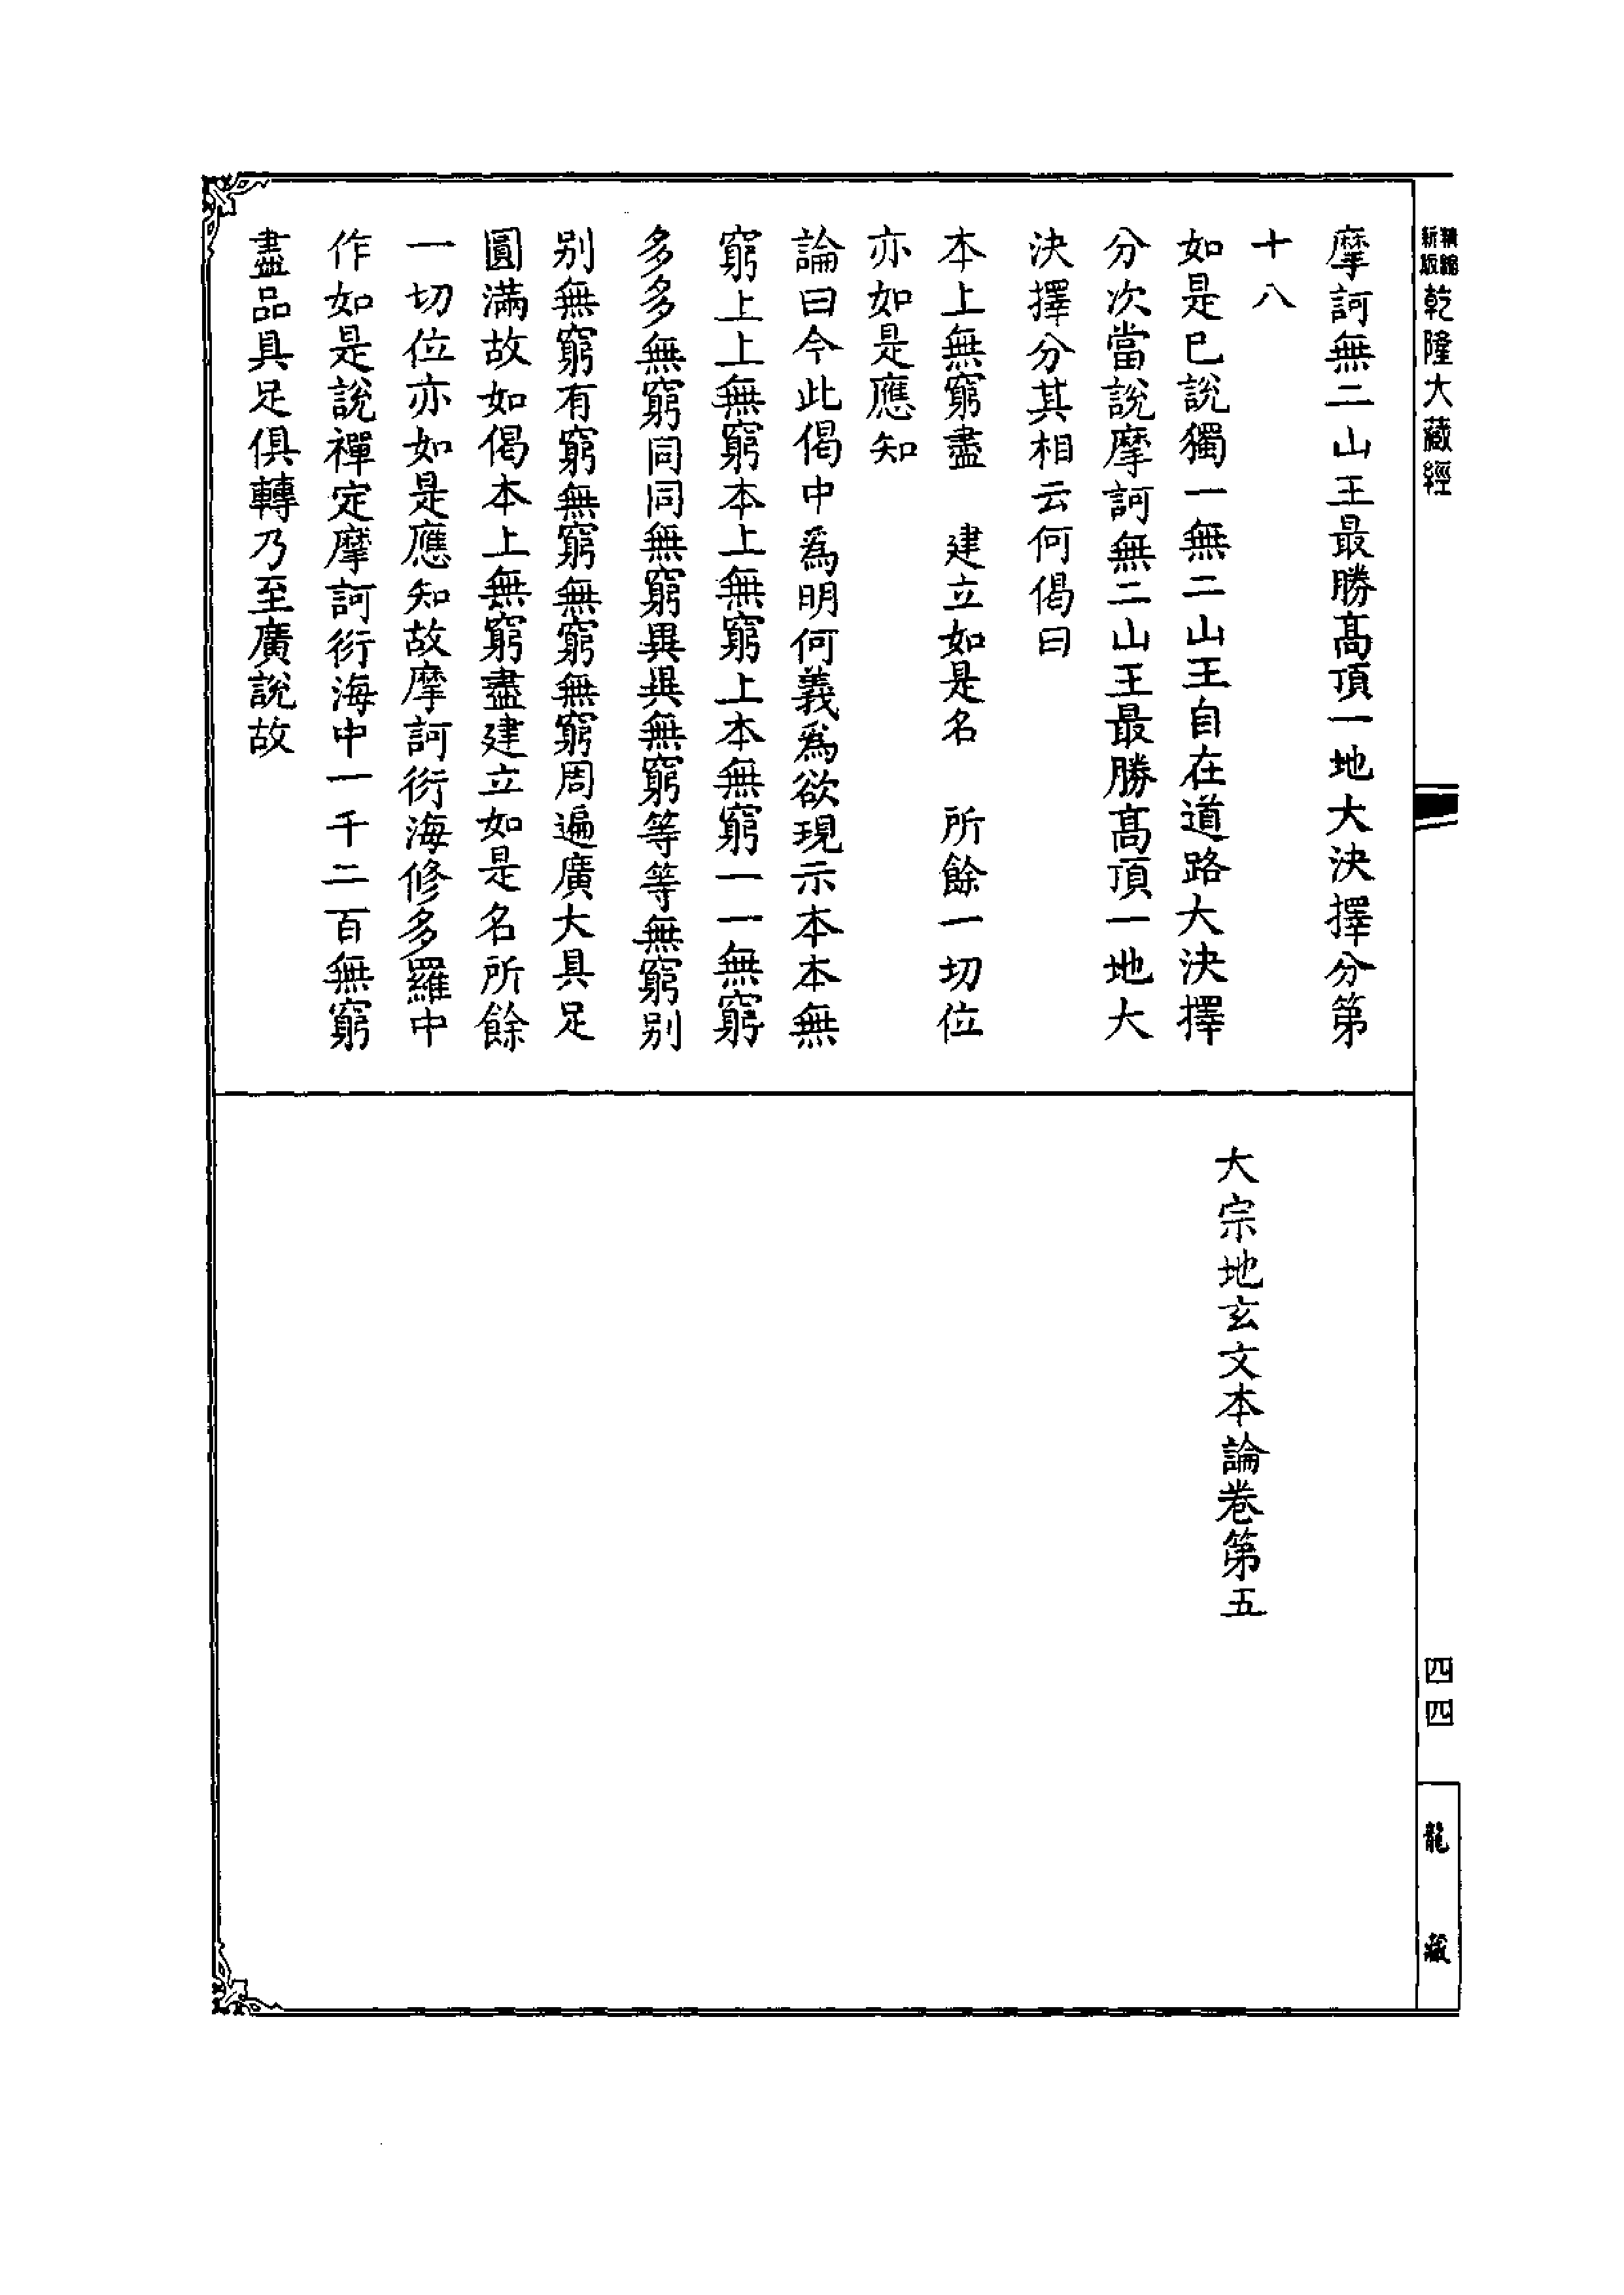 新版精縮乾隆大藏經
摩訶無二山王最勝髙頂一地大決擇分第
十八
如是已說獨一無二山王自在道路大決擇
分次當說摩訶無二山王最勝髙頂一地大
決擇分其相云何偈曰
本上無窮盡　建立如是名　所餘一切位
亦如是應知
論曰今此偈中爲明何義爲欲現示本本無
窮上上無窮本上無窮上本無窮一一無窮
多多無窮同同無窮異異無窮等等無窮别
别無窮有窮無窮無窮無窮周遍廣大具足
圓滿故如偈本上無窮盡建立如是名所餘
一切位亦如是應知故摩訶衍海修多羅中
作如是說禪定摩訶衍海中一千二百無窮
盡品具足俱轉乃至廣說故
大宗地玄文本論卷第五
四四
龍藏